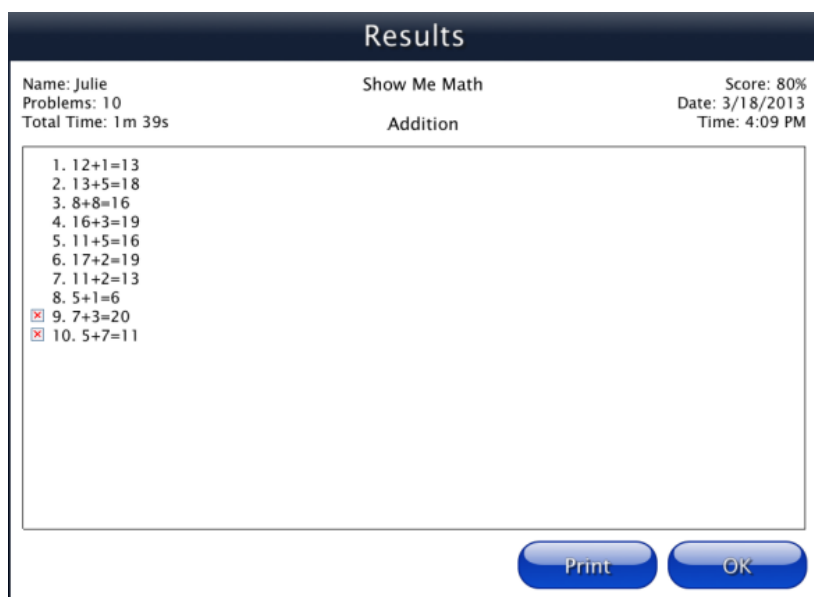 Results
Name: Julie
Problems: 10
Total Time: 1m 39s
Show Me Math
Addition
Score: 80%
Date: 3/18/2013
Time: 4:09 PM
1. 12+1=13
2. 13+5=18
3. 8+8=16
4. 16+3=19
5. 11+5=16
6. 17+2=19
7. 11+2=13
8. 5+1=6
9. 7+3=20
10. 5+7=11
Print
OK